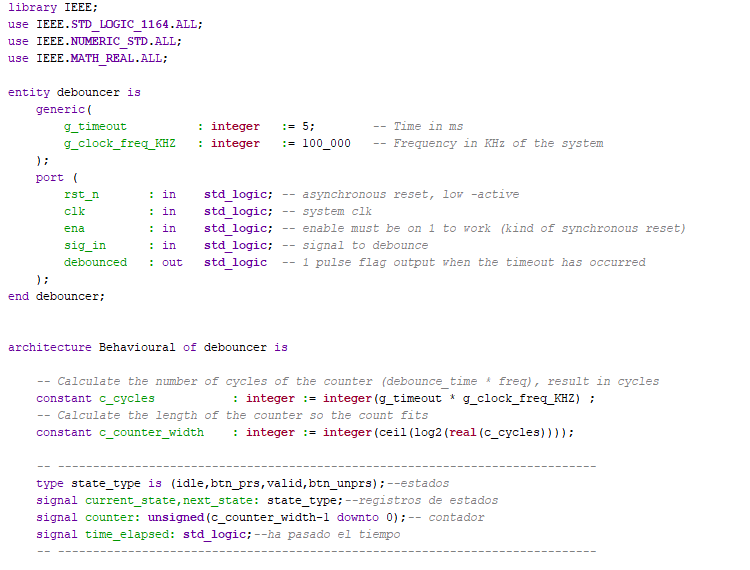 library IEEE;
use IEEE.STD_LOGIC_1164.ALL;
use IEEE.NUMERIC_STD.ALL;
use IEEE.MATH_REAL.ALL;

entity debouncer is
    generic(
        g_timeout          : integer   := 5;        -- Time in ms
        g_clock_freq_KHZ   : integer   := 100_000   -- Frequency in KHz of the system
    );
    port (
        rst_n       : in    std_logic; -- asynchronous reset, low -active
        clk         : in    std_logic; -- system clk
        ena         : in    std_logic; -- enable must be on 1 to work (kind of synchronous reset)
        sig_in      : in    std_logic; -- signal to debounce
        debounced   : out   std_logic  -- 1 pulse flag output when the timeout has occurred
    );
end debouncer;


architecture Behavioural of debouncer is

    -- Calculate the number of cycles of the counter (debounce_time * freq), result in cycles
    constant c_cycles           : integer := integer(g_timeout * g_clock_freq_KHZ) ;
    -- Calculate the length of the counter so the count fits
    constant c_counter_width    : integer := integer(ceil(log2(real(c_cycles))));

    -- ---------------------------------------------------------------------------
    type state_type is (idle,btn_prs,valid,btn_unprs);--estados
    signal current_state,next_state: state_type;--registros de estados
    signal counter: unsigned(c_counter_width-1 downto 0);-- contador
    signal time_elapsed: std_logic;--ha pasado el tiempo
    -- ---------------------------------------------------------------------------